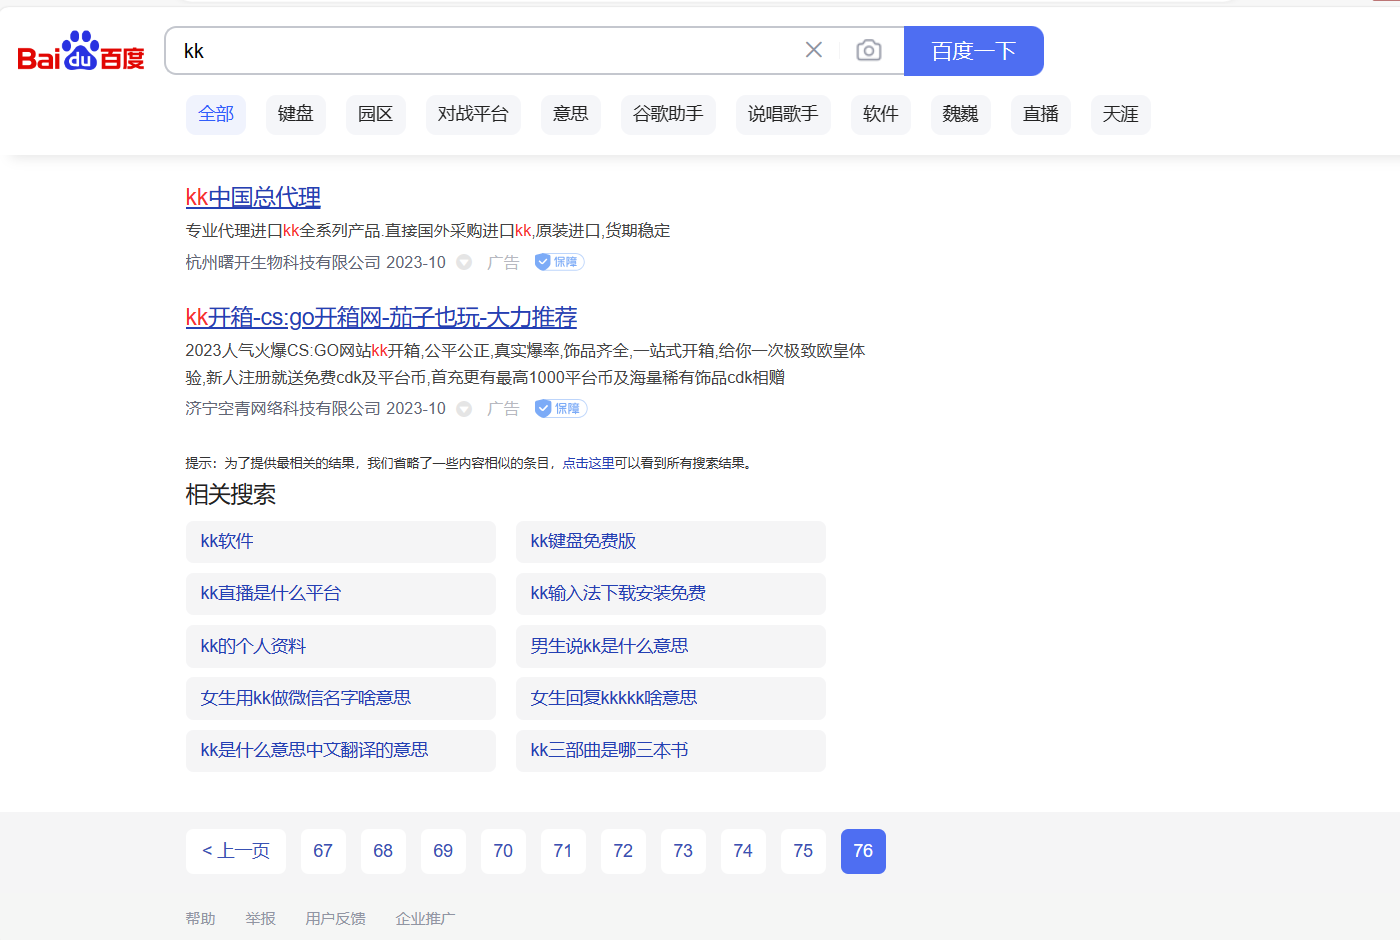 Bai du 百度
kk
百度一下
全部 键盘 园区 对战平台 意思 谷歌助手 说唱歌手 软件 魏巍 直播 天涯
kk中国总代理
专业代理进口kk全系列产品.直接国外采购进口kk,原装进口,货期稳定
杭州曙开生物科技有限公司 2023-10 广告 保障
kk开箱-cs:go开箱网-茄子也玩-大力推荐
2023人气火爆CS:GO网站kk开箱,公平公正,真实爆率,饰品齐全,一站式开箱,给你一次极致欧皇体
验,新人注册就送免费cdk及平台币,首充更有最高1000平台币及海量稀有饰品cdk相赠
济宁空青网络科技有限公司 2023-10 广告 保障
提示：为了提供最相关的结果，我们省略了一些内容相似的条目，点击这里可以看到所有搜索结果。
相关搜索
kk软件 kk键盘免费版
kk直播是什么平台 kk输入法下载安装免费
kk的个人资料 男生说kk是什么意思
女生用kk做微信名字啥意思 女生回复kkkkk啥意思
kk是什么意思中文翻译的意思 kk三部曲是哪三本书
< 上一页 67 68 69 70 71 72 73 74 75 76
帮助 举报 用户反馈 企业推广